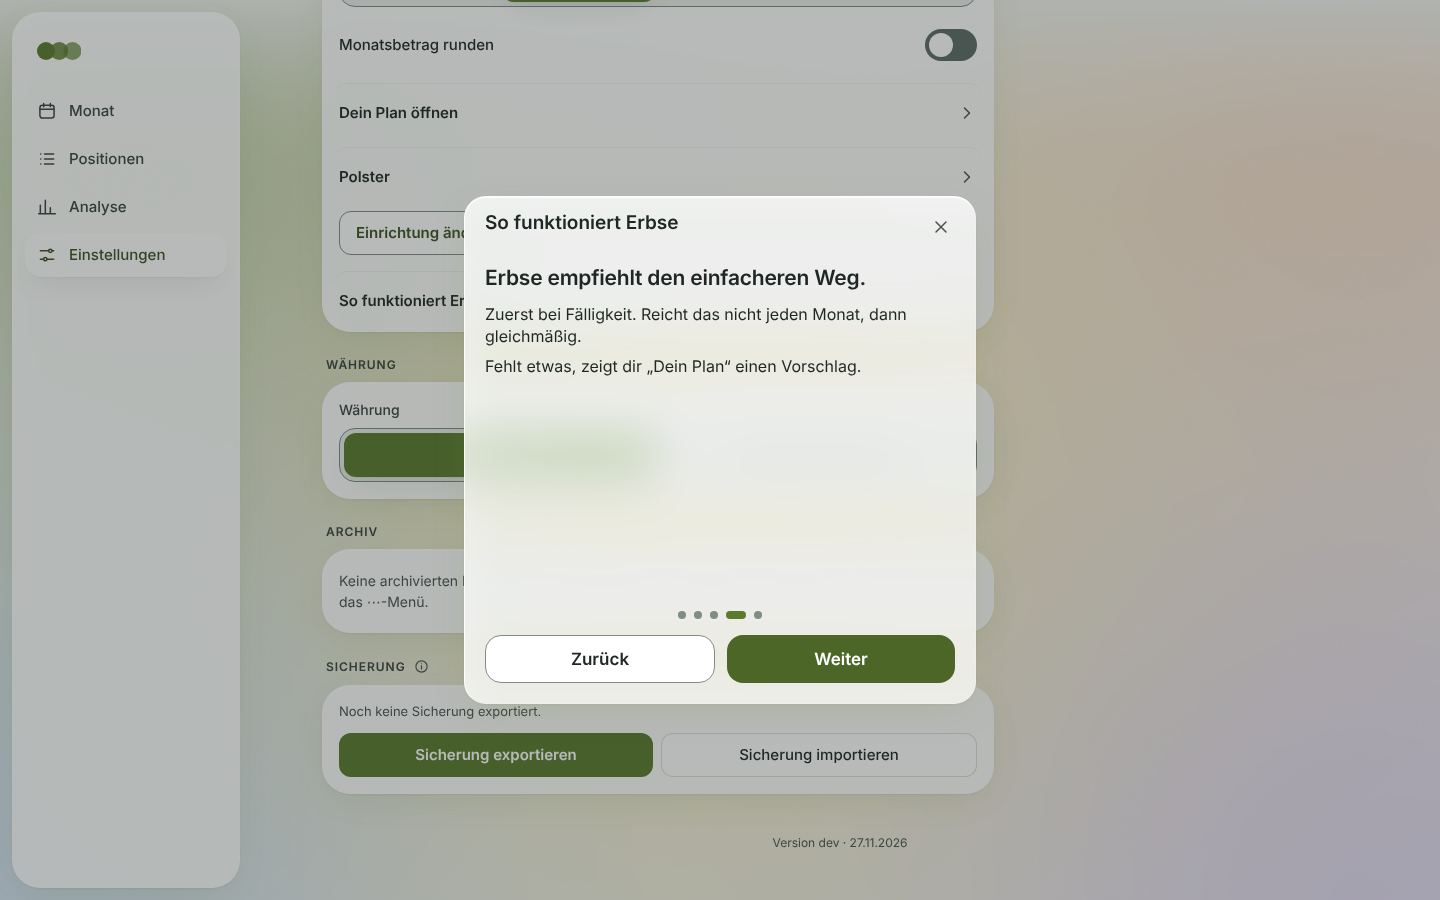 Monat
Positionen
Analyse
Einstellungen
Monatsbetrag runden
Dein Plan öffnen
Polster
Einrichtung
So funktioniert
WÄHRUNG
Währung
ARCHIV
Keine archivierten
das ···-Menü.
SICHERUNG
Noch keine Sicherung exportiert.
Sicherung exportieren
Sicherung importieren
Version dev · 27.11.2026
So funktioniert Erbse
Erbse empfiehlt den einfacheren Weg.
Zuerst bei Fälligkeit. Reicht das nicht jeden Monat, dann
gleichmäßig.
Fehlt etwas, zeigt dir „Dein Plan“ einen Vorschlag.
Zurück
Weiter